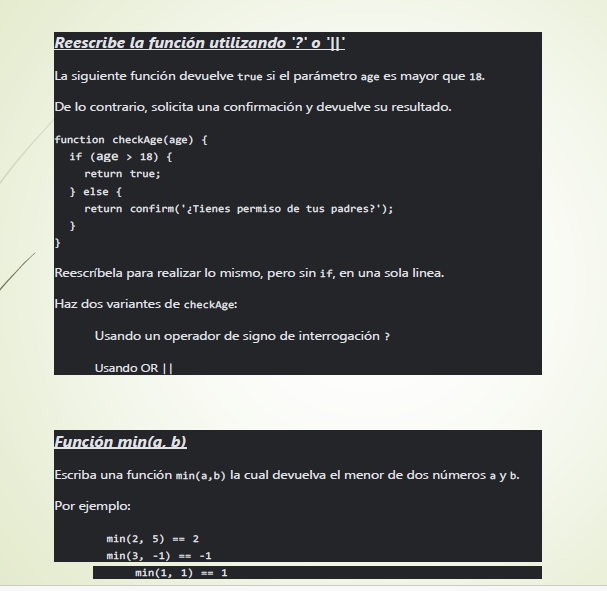 Reescribe la función utilizando '?' o '||'
La siguiente función devuelve true si el parámetro age es mayor que 18.
De lo contrario, solicita una confirmación y devuelve su resultado.
function checkAge(age) {
if (age > 18) {
return true;
} else {
return confirm('¿Tienes permiso de tus padres?');
}
}
Reescríbela para realizar lo mismo, pero sin if, en una sola linea.
Haz dos variantes de checkAge:
Usando un operador de signo de interrogación ?
Usando OR ||
Función min(a, b)
Escriba una función min(a,b) la cual devuelva el menor de dos números a y b.
Por ejemplo:
min(2, 5) == 2
min(3, -1) == -1
min(1, 1) == 1